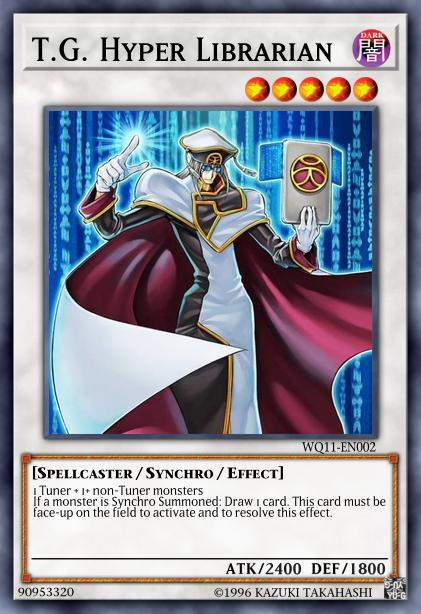 T.G. Hyper Librarian
DARK
闇
WQ11-EN002
[Spellcaster / Synchro / Effect]
1 Tuner + 1+ non-Tuner monsters
If a monster is Synchro Summoned: Draw 1 card. This card must be
face-up on the field to activate and to resolve this effect.
ATK/2400 DEF/1800
90953320
©1996 KAZUKI TAKAHASHI